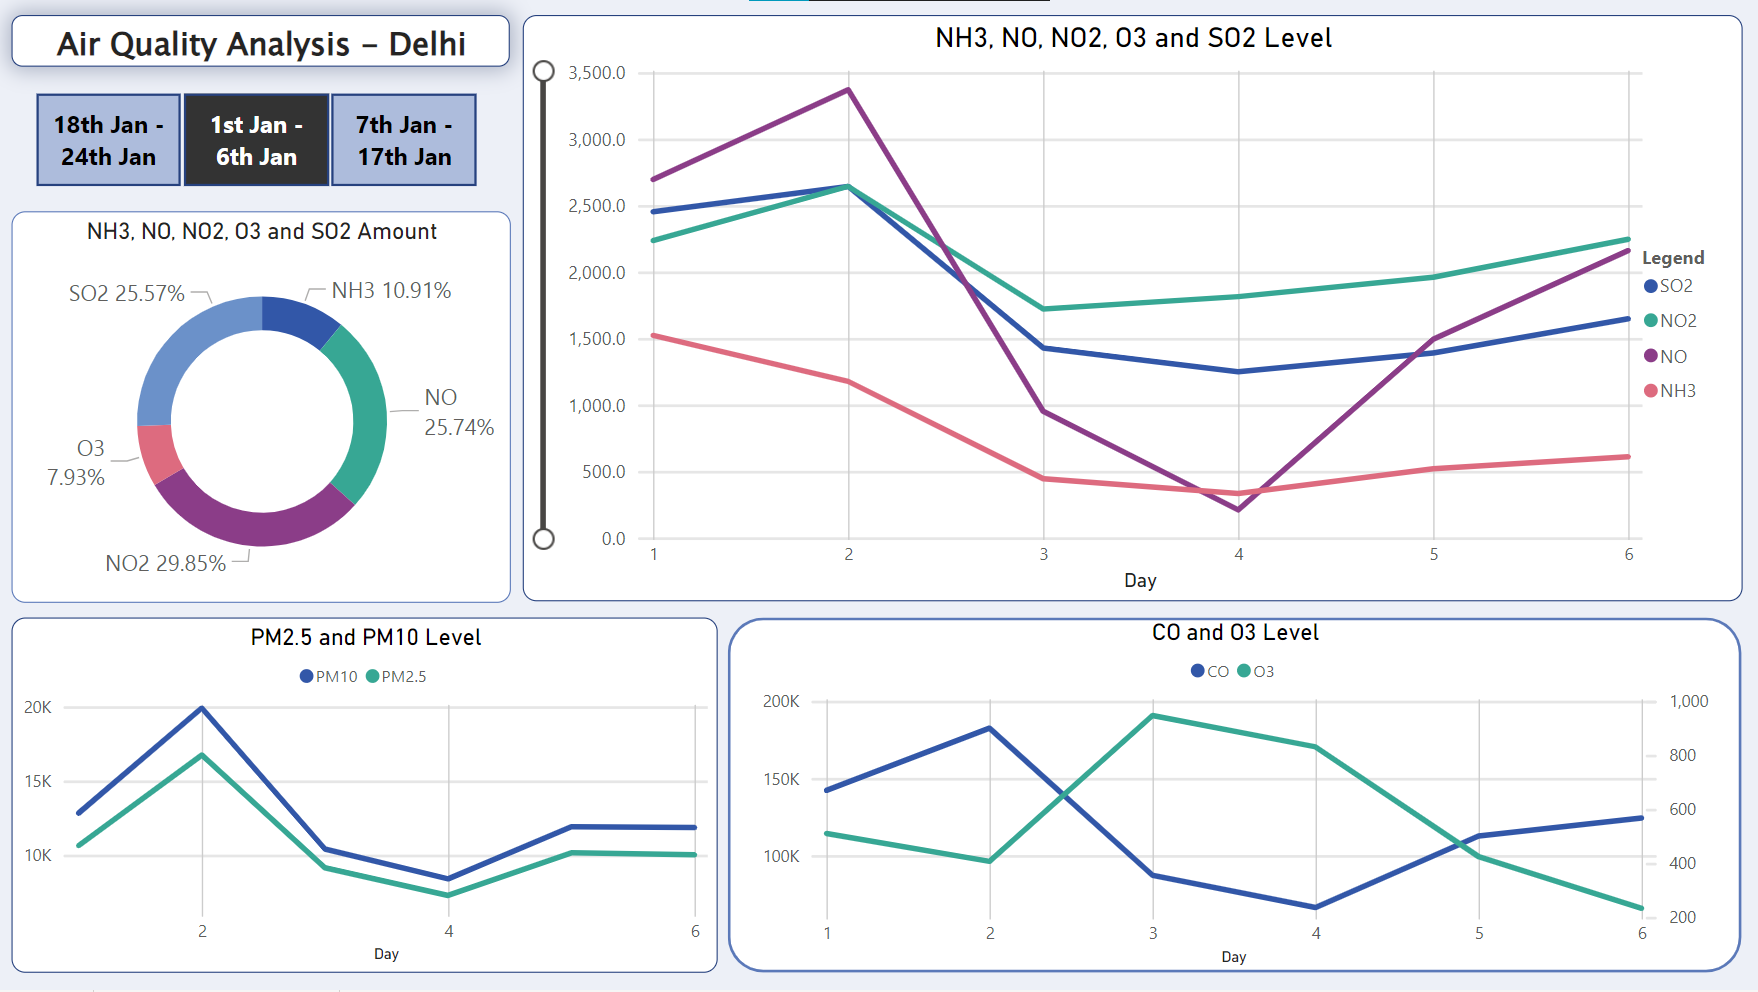 Air Quality Analysis – Delhi
18th Jan -
24th Jan
1st Jan -
6th Jan
7th Jan -
17th Jan
NH3, NO, NO2, O3 and SO2 Amount
SO2 25.57%
NH3 10.91%
NO
25.74%
O3
7.93%
NO2 29.85%
NH3, NO, NO2, O3 and SO2 Level
3,500.0
3,000.0
2,500.0
2,000.0
1,500.0
1,000.0
500.0
0.0
1 2 3 4 5 6
Day
Legend
SO2
NO2
NO
NH3
PM2.5 and PM10 Level
PM10 PM2.5
20K
15K
10K
2 4 6
Day
CO and O3 Level
CO O3
200K
150K
100K
1,000
800
600
400
200
1 2 3 4 5 6
Day